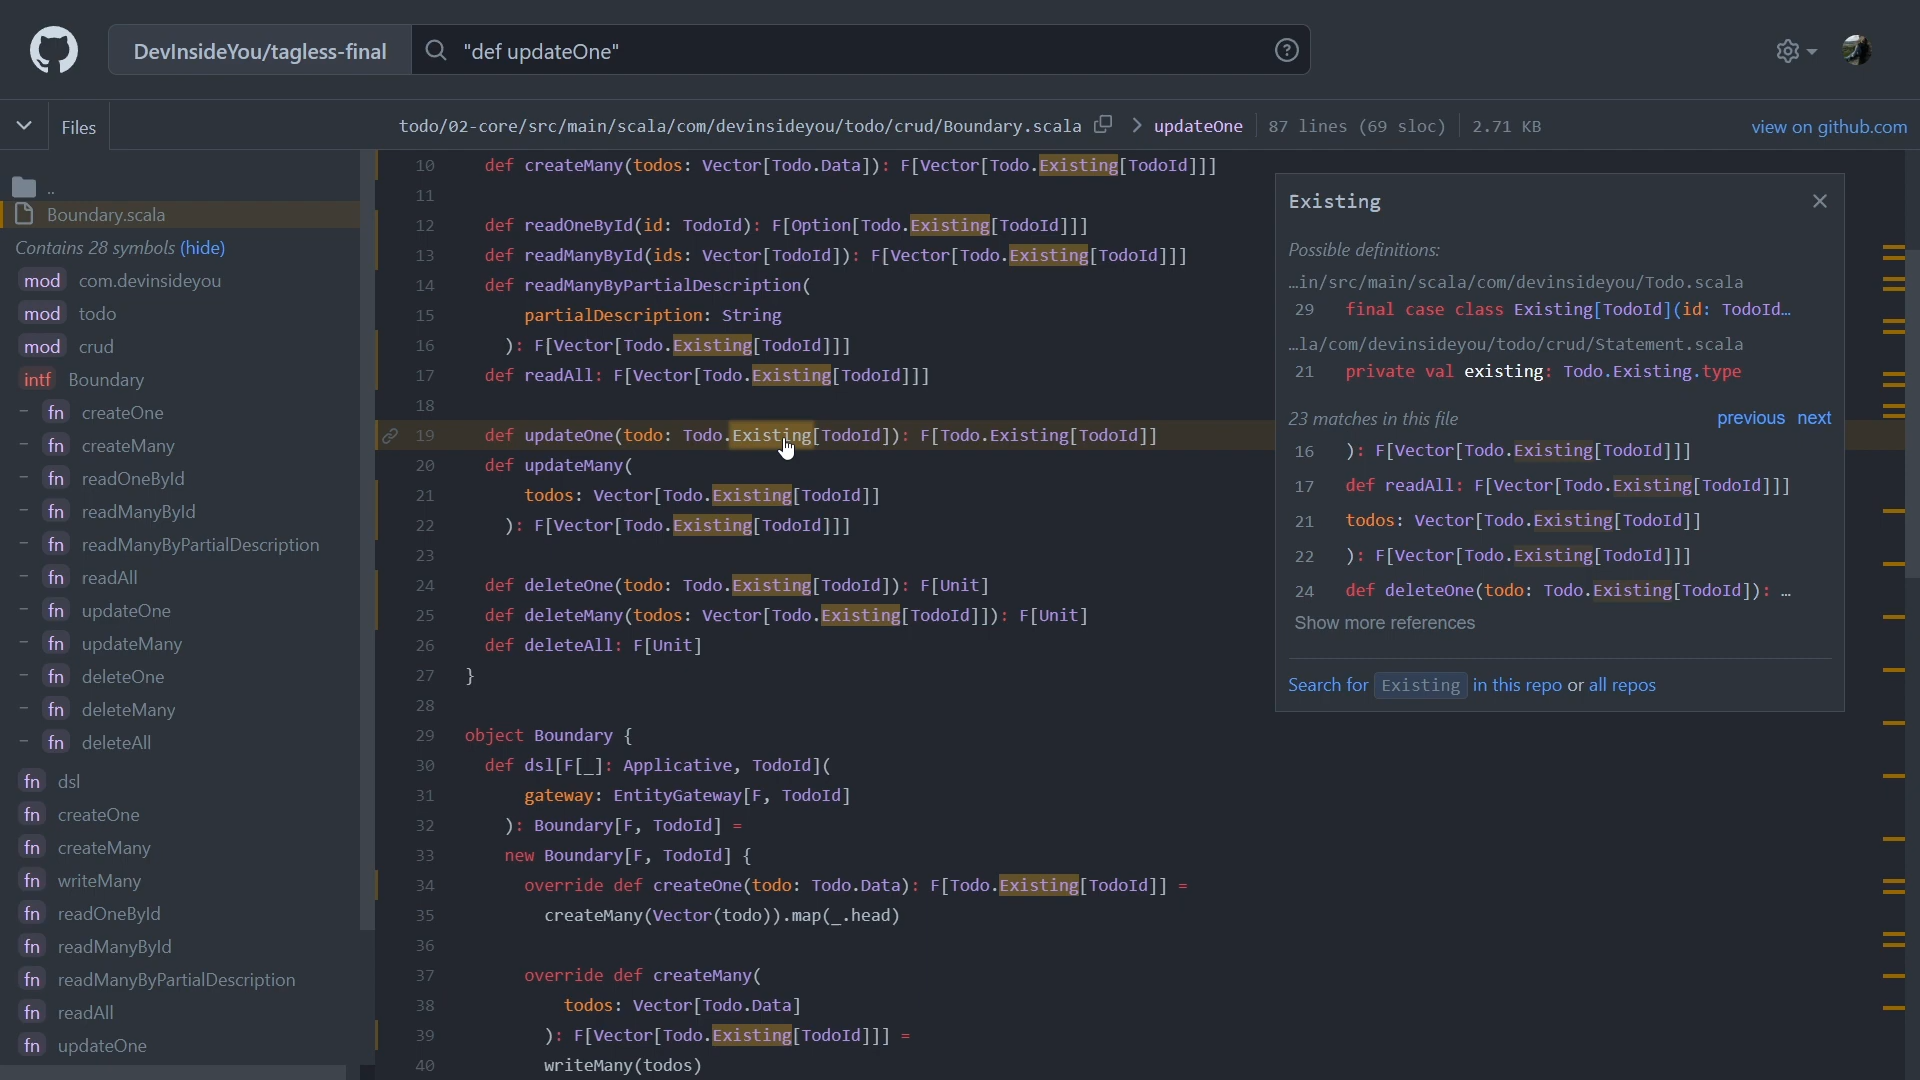 DevInsideYou/tagless-final
"def updateOne"
Files
todo/02-core/src/main/scala/com/devinsideyou/todo/crud/Boundary.scala
updateOne
87 lines (69 sloc)
2.71 KB
view on github.com
..
Boundary.scala
Contains 28 symbols (hide)
mod com.devinsideyou
mod todo
mod crud
intf Boundary
- fn createOne
- fn createMany
- fn readOneById
- fn readManyById
- fn readManyByPartialDescription
- fn readAll
- fn updateOne
- fn updateMany
- fn deleteOne
- fn deleteMany
- fn deleteAll
fn dsl
fn createOne
fn createMany
fn writeMany
fn readOneById
fn readManyById
fn readManyByPartialDescription
fn readAll
fn updateOne
10 def createMany(todos: Vector[Todo.Data]): F[Vector[Todo.Existing[TodoId]]]
11
12 def readOneById(id: TodoId): F[Option[Todo.Existing[TodoId]]]
13 def readManyById(ids: Vector[TodoId]): F[Vector[Todo.Existing[TodoId]]]
14 def readManyByPartialDescription(
15 partialDescription: String
16 ): F[Vector[Todo.Existing[TodoId]]]
17 def readAll: F[Vector[Todo.Existing[TodoId]]]
18
19 def updateOne(todo: Todo.Existing[TodoId]): F[Todo.Existing[TodoId]]
20 def updateMany(
21 todos: Vector[Todo.Existing[TodoId]]
22 ): F[Vector[Todo.Existing[TodoId]]]
23
24 def deleteOne(todo: Todo.Existing[TodoId]): F[Unit]
25 def deleteMany(todos: Vector[Todo.Existing[TodoId]]): F[Unit]
26 def deleteAll: F[Unit]
27 }
28
29 object Boundary {
30 def dsl[F[_]: Applicative, TodoId](
31 gateway: EntityGateway[F, TodoId]
32 ): Boundary[F, TodoId] =
33 new Boundary[F, TodoId] {
34 override def createOne(todo: Todo.Data): F[Todo.Existing[TodoId]] =
35 createMany(Vector(todo)).map(_.head)
36
37 override def createMany(
38 todos: Vector[Todo.Data]
39 ): F[Vector[Todo.Existing[TodoId]]] =
40 writeMany(todos)
Existing
Possible definitions:
…in/src/main/scala/com/devinsideyou/Todo.scala
29 final case class Existing[TodoId](id: TodoId…
…la/com/devinsideyou/todo/crud/Statement.scala
21 private val existing: Todo.Existing.type
23 matches in this file
previous next
16 ): F[Vector[Todo.Existing[TodoId]]]
17 def readAll: F[Vector[Todo.Existing[TodoId]]]
21 todos: Vector[Todo.Existing[TodoId]]
22 ): F[Vector[Todo.Existing[TodoId]]]
24 def deleteOne(todo: Todo.Existing[TodoId]): …
Show more references
Search for Existing in this repo or all repos